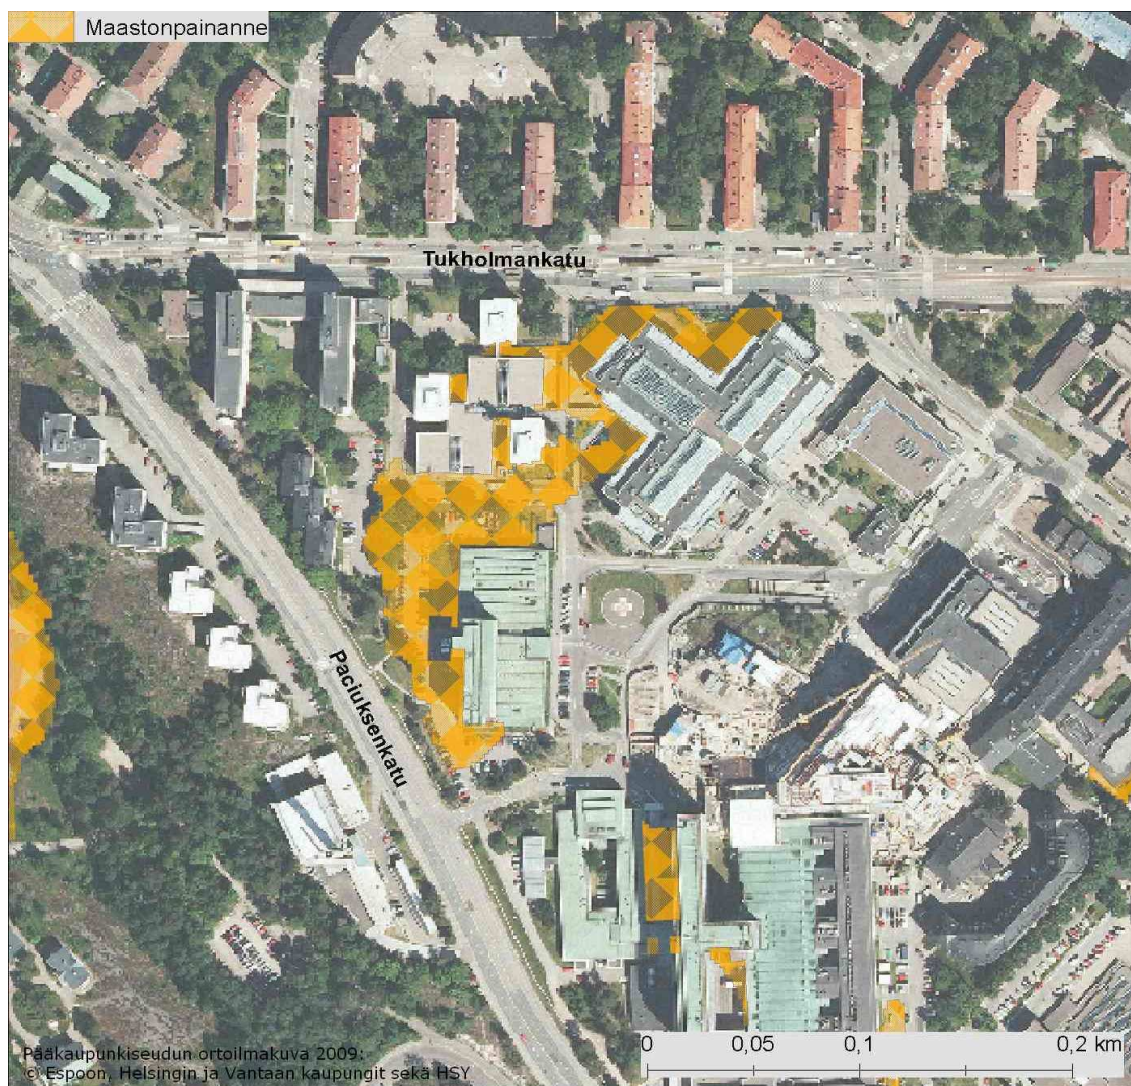 Maastonpainanne
Tukholmankatu
Paciuksenkatu
Pääkaupunkiseudun ortoilmakuva 2009:
© Espoon, Helsingin ja Vantaan kaupungit sekä HSY
0 0,05 0,1 0,2 km